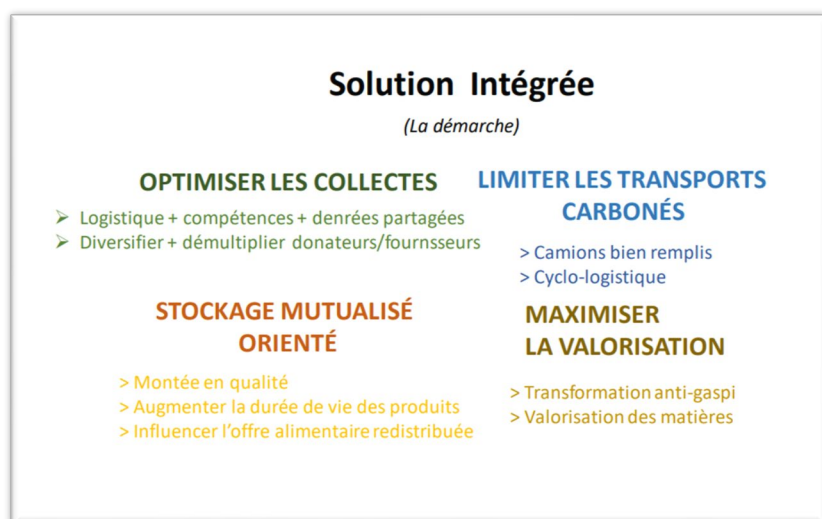 Solution Intégrée
(La démarche)
OPTIMISER LES COLLECTES
➢ Logistique + compétences + denrées partagées
➢ Diversifier + démultiplier donateurs/fournsseurs
LIMITER LES TRANSPORTS
CARBONÉS
> Camions bien remplis
> Cyclo-logistique
STOCKAGE MUTUALISÉ
ORIENTÉ
> Montée en qualité
> Augmenter la durée de vie des produits
> Influencer l’offre alimentaire redistribuée
MAXIMISER
LA VALORISATION
> Transformation anti-gaspi
> Valorisation des matières